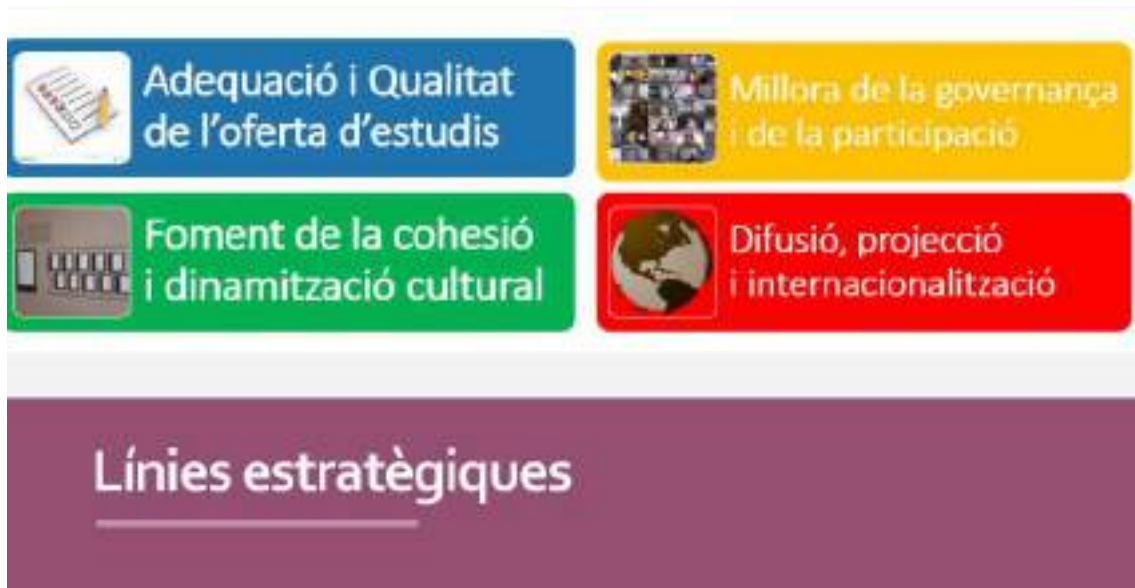 Adequació i Qualitat
de l'oferta d'estudis
Millora de la governança
i de la participació
Foment de la cohesió
i dinamització cultural
Difusió, projecció
i internacionalització
Línies estratègiques